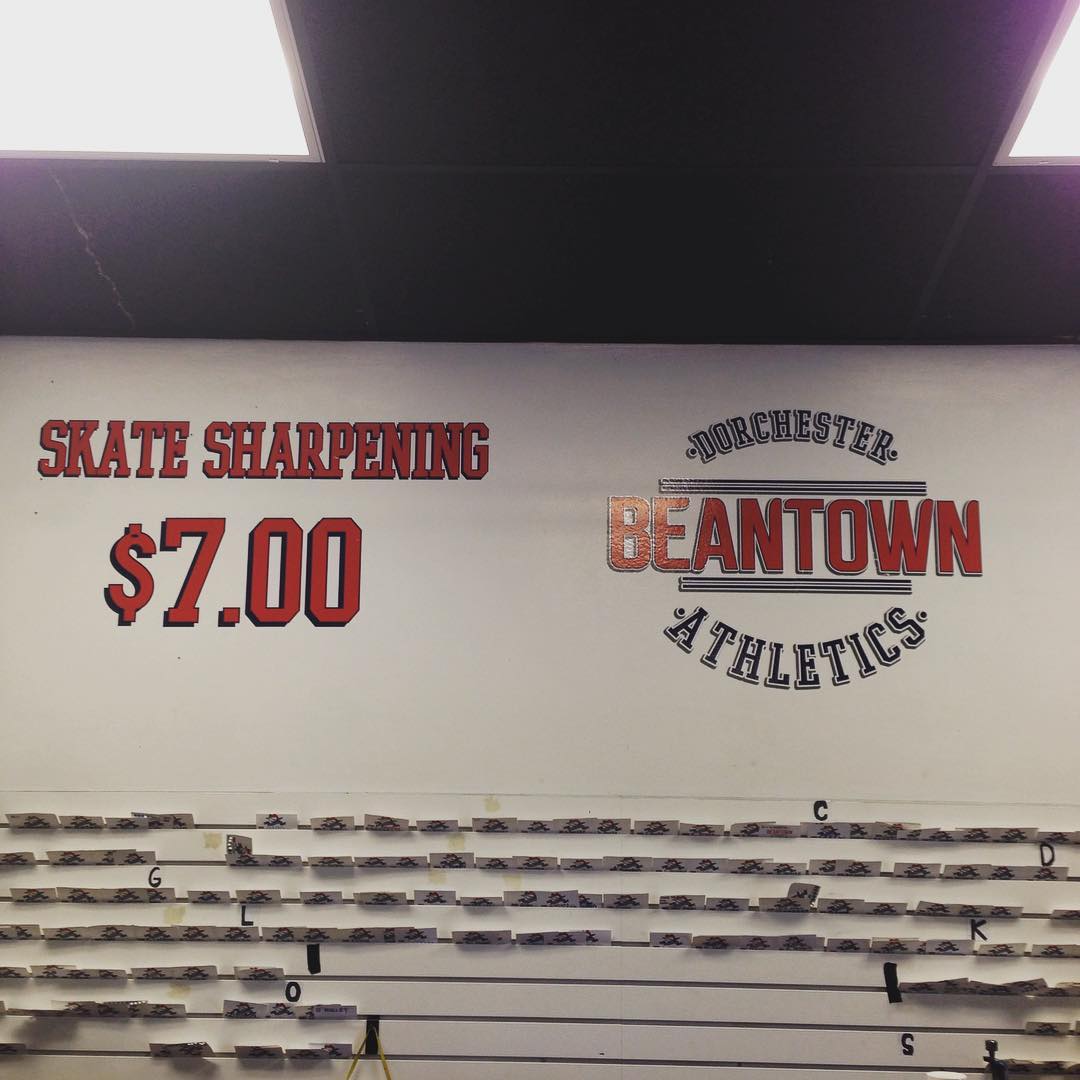 SKATE SHARPENING
$7.00
·DORCHESTER·
BEANTOWN
·ATHLETICS·
C
D
G
L
K
O
S